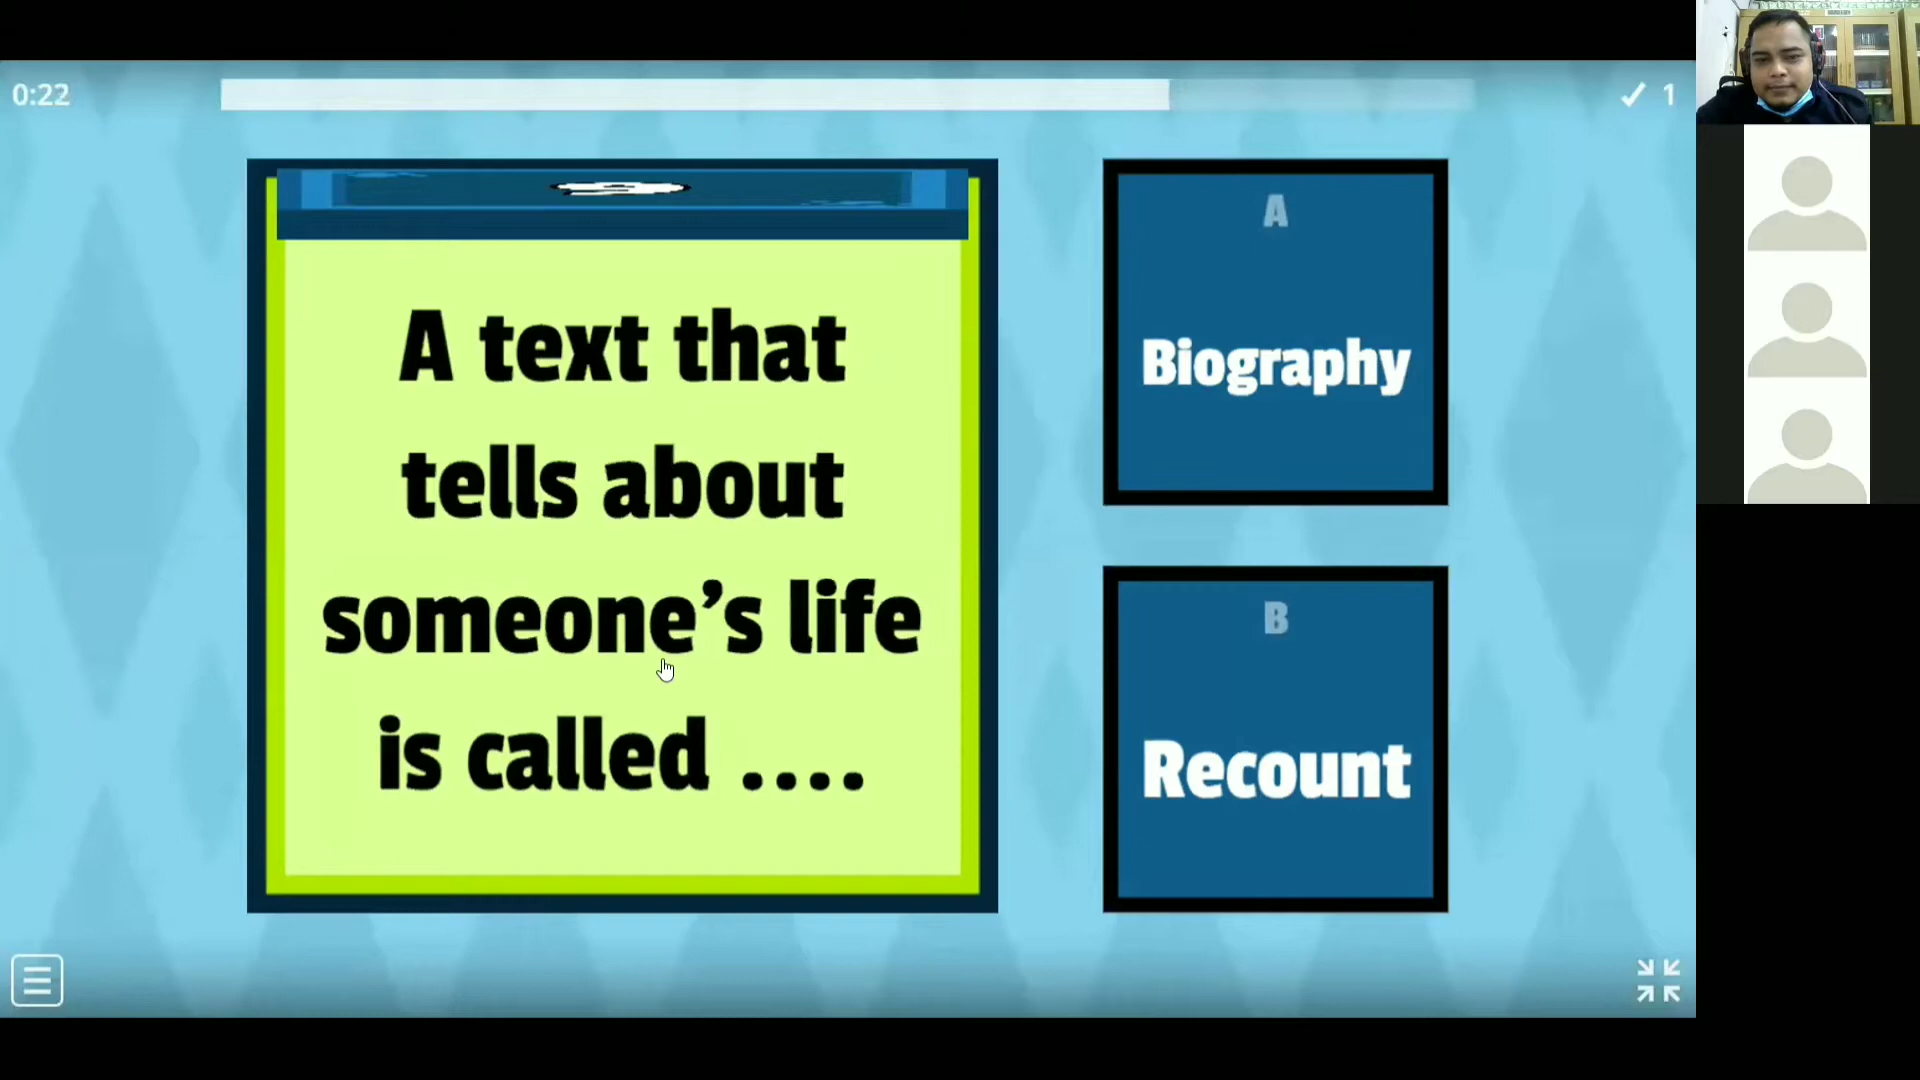 0:22
✓ 1
A text that
tells about
someone’s life
is called ....
A
Biography
B
Recount